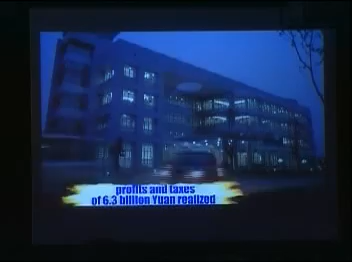 profits and taxes
of 6.3 billion Yuan realized